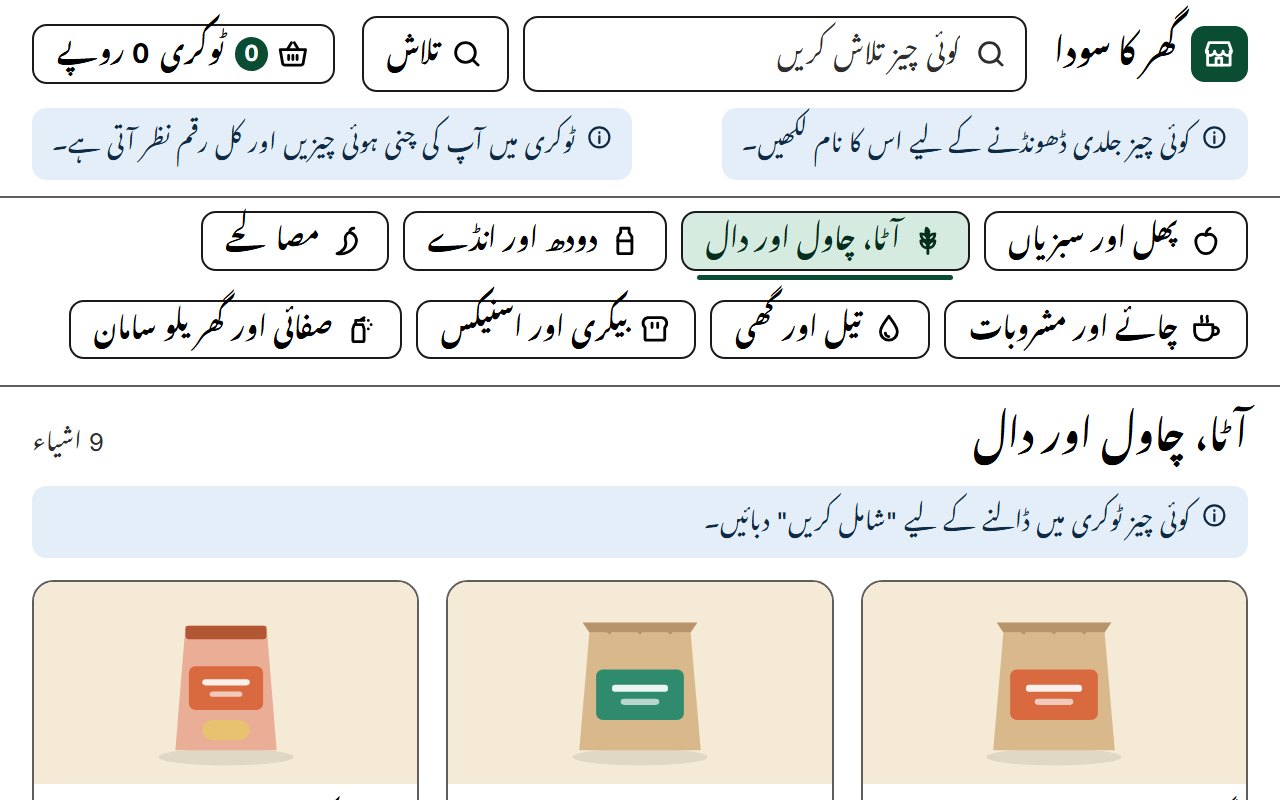 گھر کا سودا
کوئی چیز تلاش کریں
تلاش
0 ٹوکری 0 روپے
کوئی چیز جلدی ڈھونڈنے کے لیے اس کا نام لکھیں۔
ٹوکری میں آپ کی چنی ہوئی چیزیں اور کل رقم نظر آتی ہے۔
پھل اور سبزیاں
آٹا، چاول اور دال
دودھ اور انڈے
مصالحے
چائے اور مشروبات
تیل اور گھی
بیکری اور اسنیکس
صفائی اور گھریلو سامان
آٹا، چاول اور دال
9 اشیاء
کوئی چیز ٹوکری میں ڈالنے کے لیے "شامل کریں" دبائیں۔